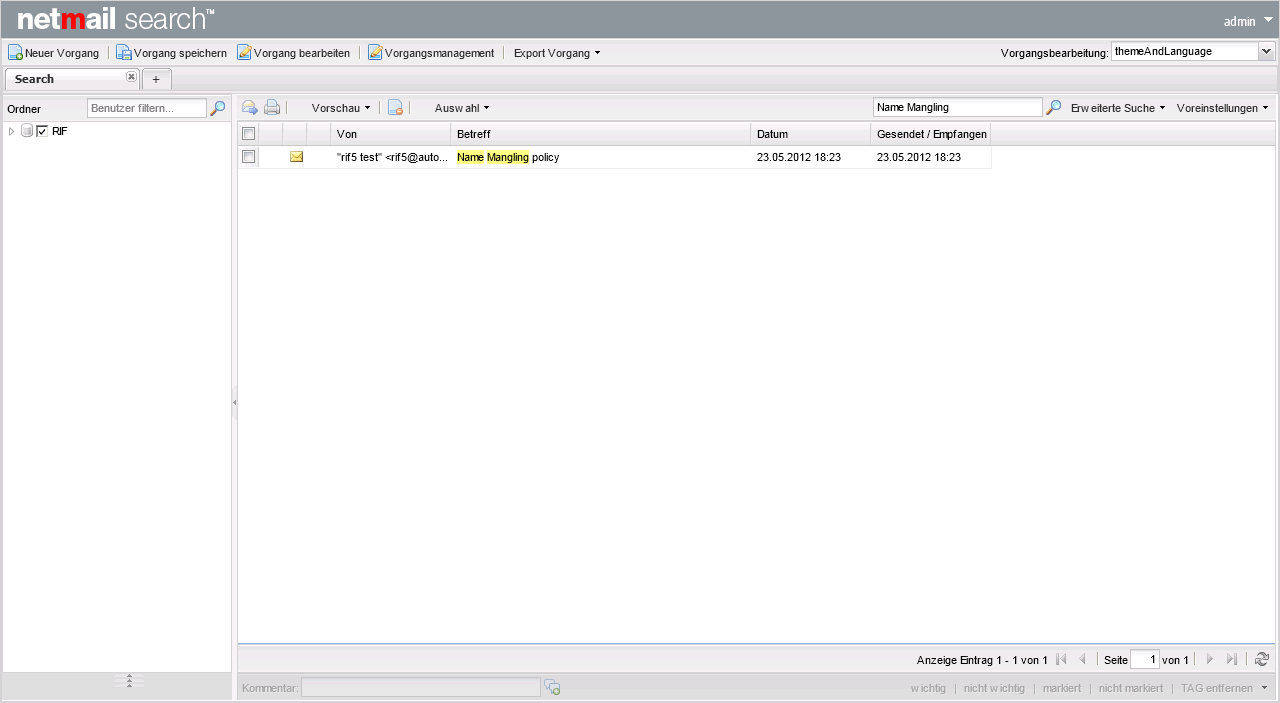 netmail search™
admin
Neuer Vorgang Vorgang speichern Vorgang bearbeiten Vorgangsmanagement Export Vorgang Vorgangsbearbeitung: themeAndLanguage
Search +
Ordner Benutzer filtern... Vorschau Auswahl Name Mangling Erweiterte Suche Voreinstellungen
RIF
Von Betreff Datum Gesendet / Empfangen
"rif5 test" <rif5@auto... Name Mangling policy 23.05.2012 18:23 23.05.2012 18:23
Anzeige Eintrag 1 - 1 von 1 Seite 1 von 1
Kommentar: wichtig | nicht wichtig | markiert | nicht markiert | TAG entfernen